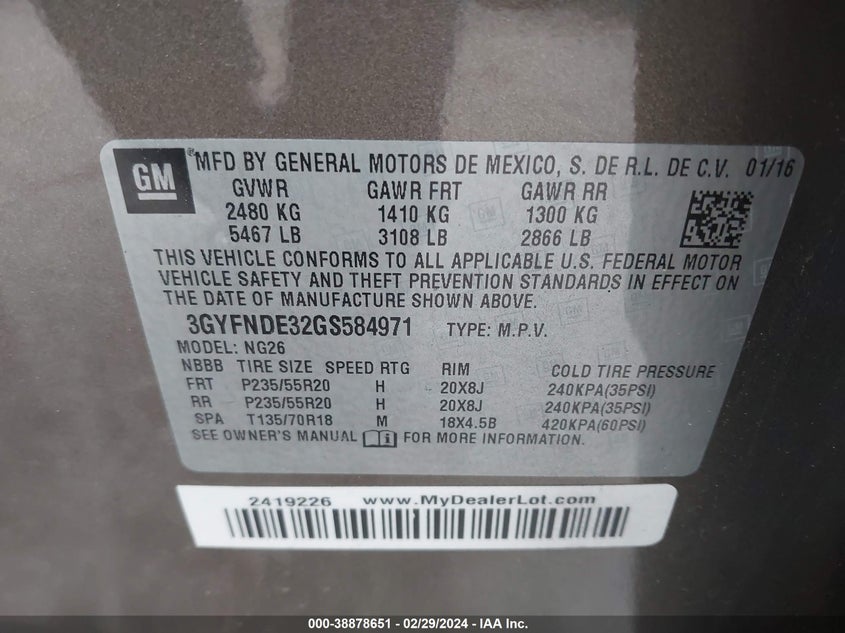 GM MFD BY GENERAL MOTORS DE MEXICO, S. DE R.L. DE C.V. 01/16
GVWR GAWR FRT GAWR RR
2480 KG 1410 KG 1300 KG
5467 LB 3108 LB 2866 LB
THIS VEHICLE CONFORMS TO ALL APPLICABLE U.S. FEDERAL MOTOR
VEHICLE SAFETY AND THEFT PREVENTION STANDARDS IN EFFECT ON
THE DATE OF MANUFACTURE SHOWN ABOVE.
3GYFNDE32GS584971 TYPE: M.P.V.
MODEL: NG26
NBBB TIRE SIZE SPEED RTG RIM COLD TIRE PRESSURE
FRT P235/55R20 H 20X8J 240KPA(35PSI)
RR P235/55R20 H 20X8J 240KPA(35PSI)
SPA T135/70R18 M 18X4.5B 420KPA(60PSI)
SEE OWNER'S MANUAL FOR MORE INFORMATION.
2419226 www.MyDealerLot.com
000-38878651 - 02/29/2024 - IAA Inc.